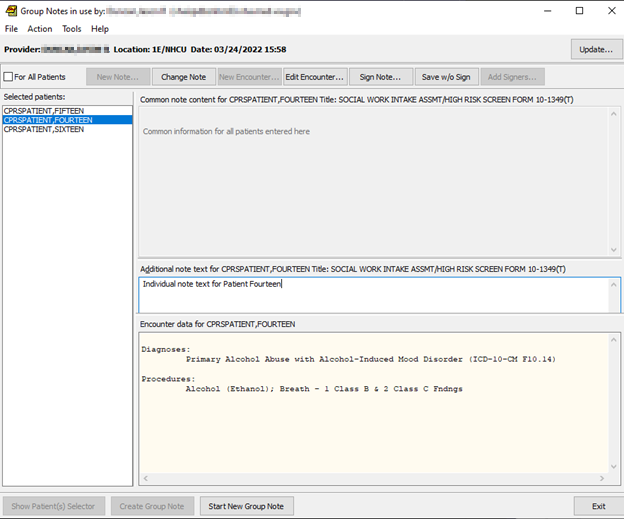 Group Notes in use by:
File Action Tools Help
Provider: Location: 1E/NHCU Date: 03/24/2022 15:58 Update...
For All Patients New Note... Change Note New Encounter... Edit Encounter... Sign Note... Save w/o Sign Add Signers...
Selected patients:
CPRSPATIENT,FIFTEEN
CPRSPATIENT,FOURTEEN
CPRSPATIENT,SIXTEEN
Common note content for CPRSPATIENT,FOURTEEN Title: SOCIAL WORK INTAKE ASSMT/HIGH RISK SCREEN FORM 10-1349(T)
Common information for all patients entered here
Additional note text for CPRSPATIENT,FOURTEEN Title: SOCIAL WORK INTAKE ASSMT/HIGH RISK SCREEN FORM 10-1349(T)
Individual note text for Patient Fourteen
Encounter data for CPRSPATIENT,FOURTEEN
Diagnoses:
Primary Alcohol Abuse with Alcohol-Induced Mood Disorder (ICD-10-CM F10.14)
Procedures:
Alcohol (Ethanol); Breath - 1 Class B & 2 Class C Fndngs
Show Patient(s) Selector Create Group Note Start New Group Note Exit